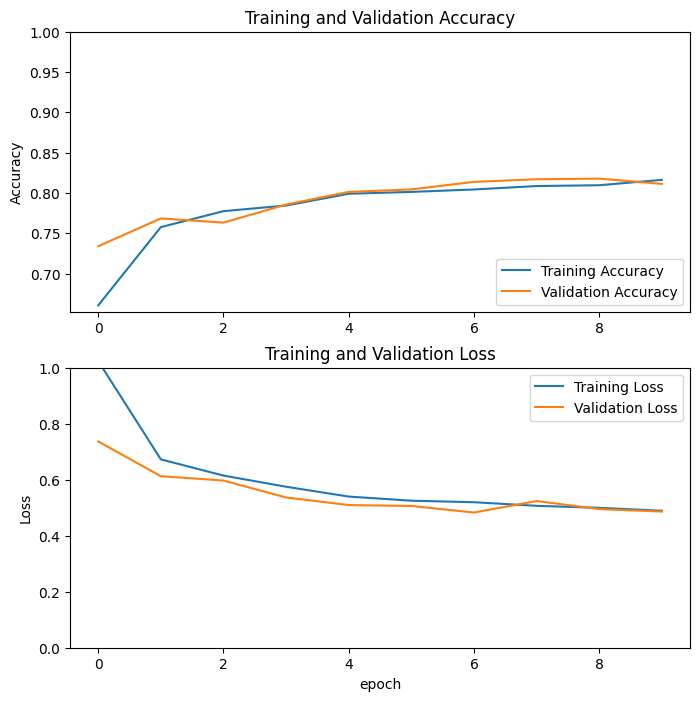 Training and Validation Accuracy
1.00
0.95
0.90
0.85
0.80
0.75
0.70
Accuracy
Training Accuracy
Validation Accuracy
0 2 4 6 8
Training and Validation Loss
1.0
0.8
0.6
0.4
0.2
0.0
Loss
Training Loss
Validation Loss
0 2 4 6 8
epoch